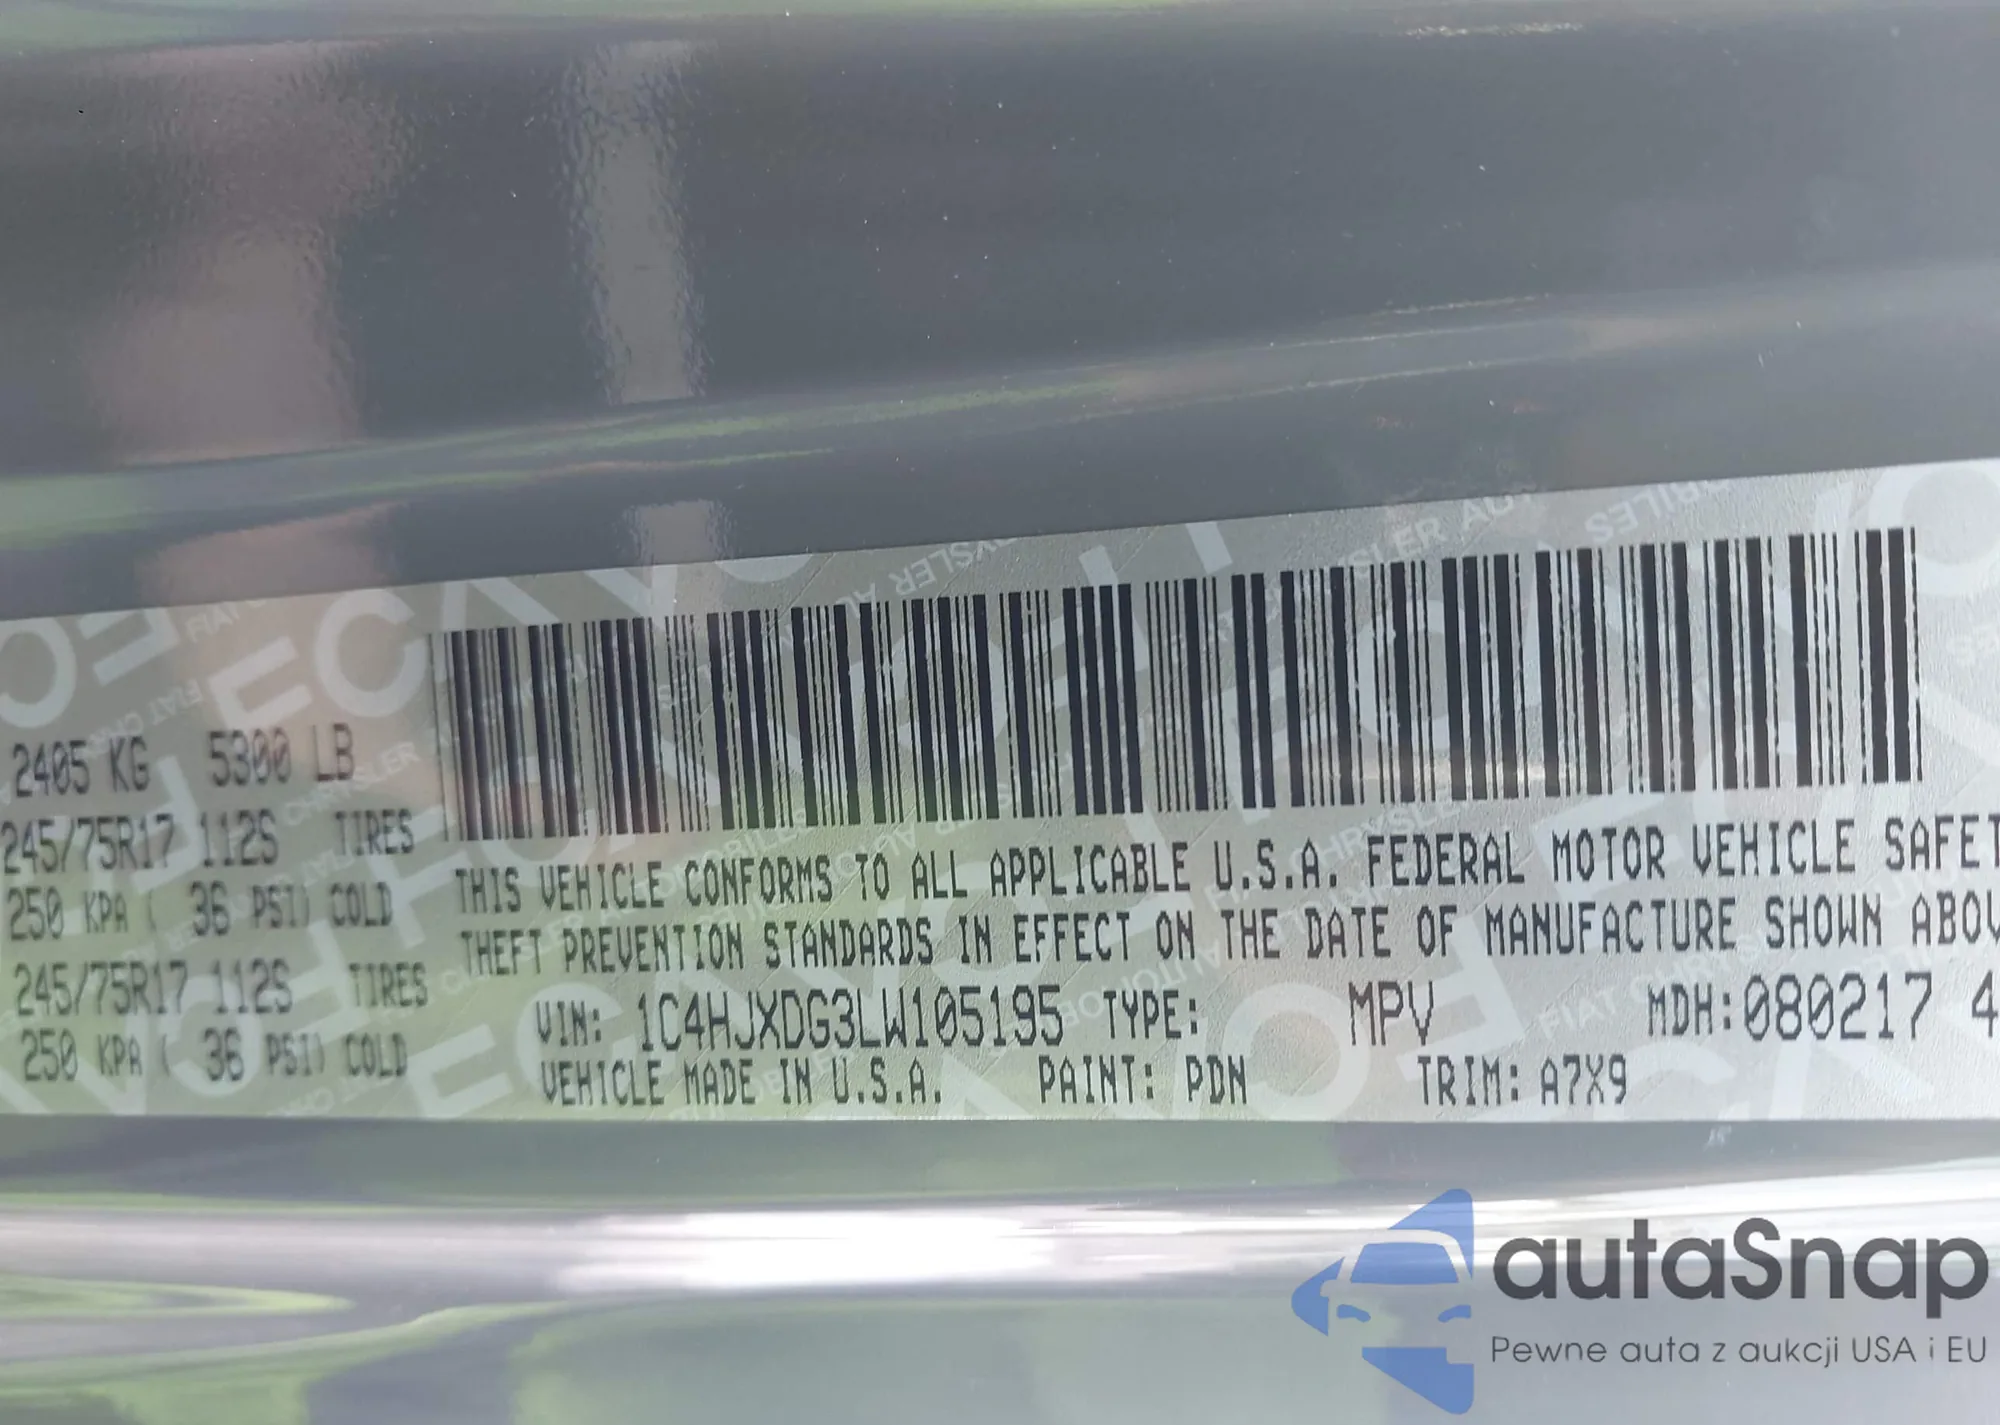 2405 KG 5300 LB
245/75R17 112S TIRES
250 KPA ( 36 PSI) COLD
245/75R17 112S TIRES
250 KPA ( 36 PSI) COLD
THIS VEHICLE CONFORMS TO ALL APPLICABLE U.S.A. FEDERAL MOTOR VEHICLE SAFET
THEFT PREVENTION STANDARDS IN EFFECT ON THE DATE OF MANUFACTURE SHOWN ABOV
VIN: 1C4HJXDG3LW105195 TYPE: MPV MDH:080217 4
VEHICLE MADE IN U.S.A. PAINT: PDN TRIM: A7X9
autaSnap
Pewne auta z aukcji USA i EU